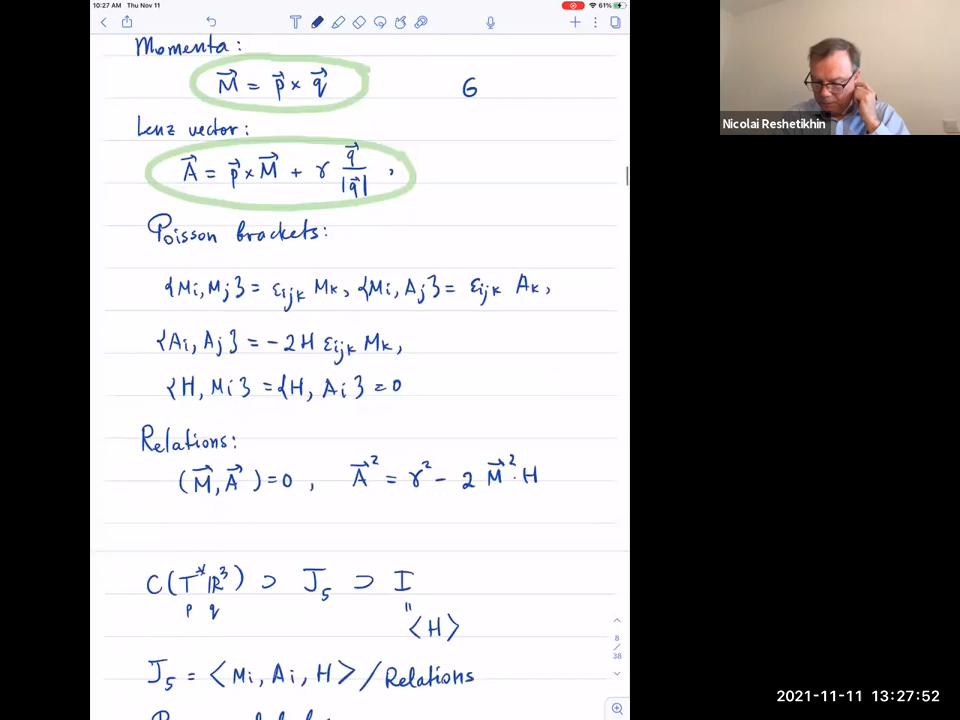 10:27 AM Thu Nov 11
61%
Momenta:
M⃗ = p⃗ × q⃗ 6
Lenz vector:
A⃗ = p⃗ × M⃗ + γ q⃗/|q⃗| ,
Poisson brackets:
{Mi, Mj} = εijk Mk, {Mi, Aj} = εijk Ak,
{Ai, Aj} = -2H εijk Mk,
{H, Mi} = {H, Ai} = 0
Relations:
(M⃗, A⃗) = 0 , A⃗² = γ² - 2 M⃗²·H
C(T*ℝ³) ⊃ J₅ ⊃ I
p q "
<H>
J₅ = <Mi, Ai, H> / Relations
8
/
38
Nicolai Reshetikhin
2021-11-11 13:27:52